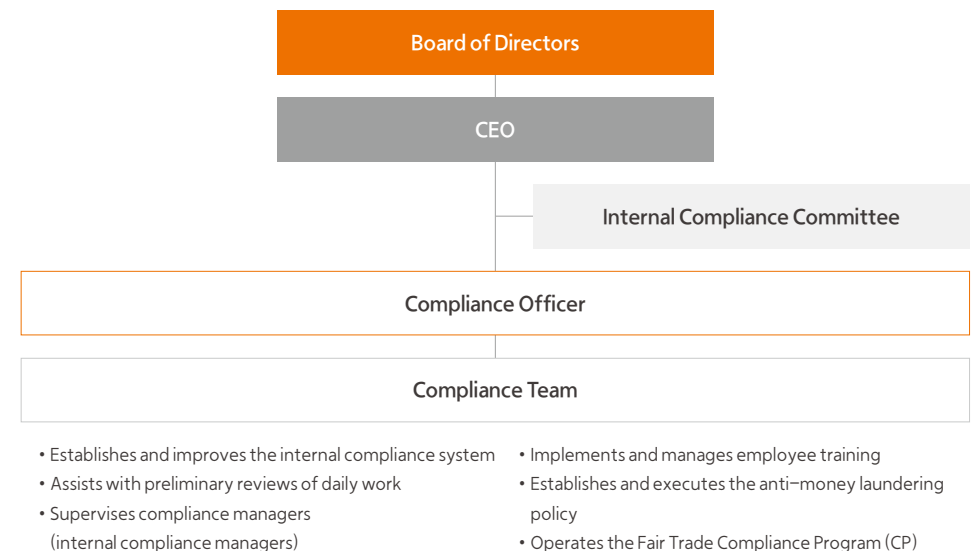 Board of Directors
CEO
Internal Compliance Committee
Compliance Officer
Compliance Team
• Establishes and improves the internal compliance system
• Assists with preliminary reviews of daily work
• Supervises compliance managers
(internal compliance managers)
• Implements and manages employee training
• Establishes and executes the anti-money laundering
policy
• Operates the Fair Trade Compliance Program (CP)